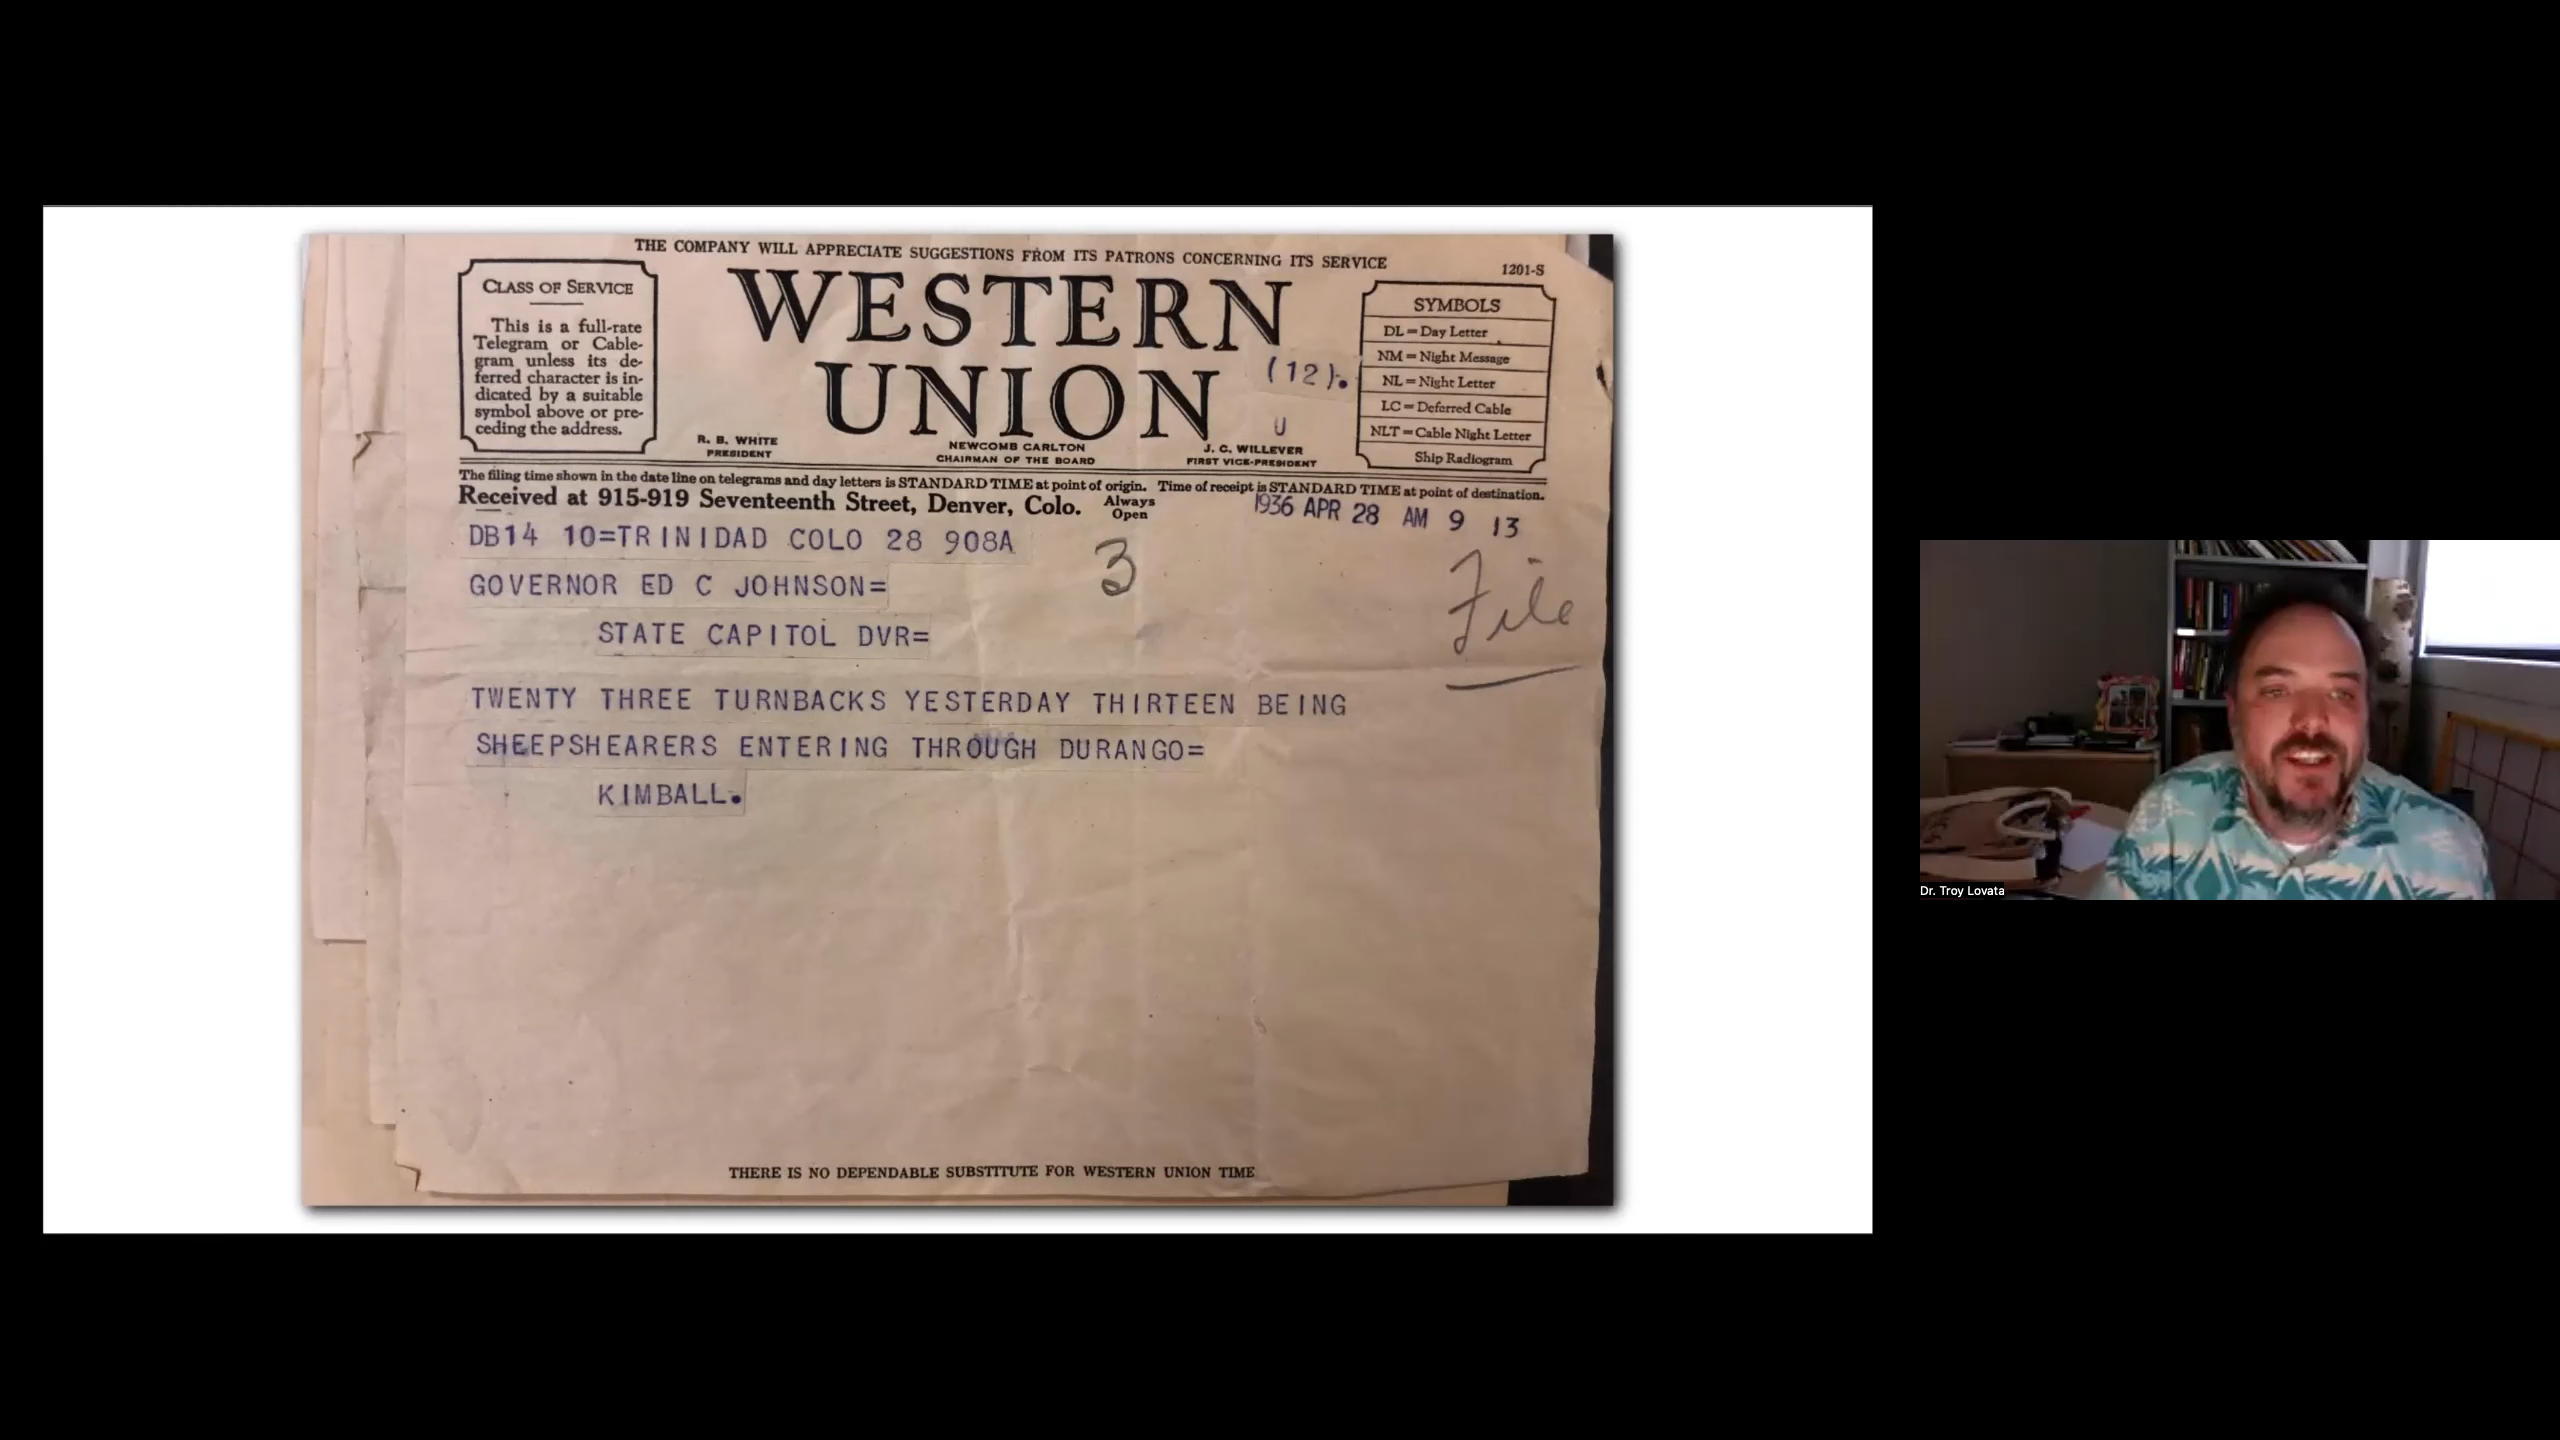 THE COMPANY WILL APPRECIATE SUGGESTIONS FROM ITS PATRONS CONCERNING ITS SERVICE
1201-S
CLASS OF SERVICE
This is a full-rate
Telegram or Cable-
gram unless its de-
ferred character is in-
dicated by a suitable
symbol above or pre-
ceding the address.
WESTERN
UNION
(12).
U
R. B. WHITE
PRESIDENT
NEWCOMB CARLTON
CHAIRMAN OF THE BOARD
J. C. WILLEVER
FIRST VICE-PRESIDENT
SYMBOLS
DL = Day Letter
NM = Night Message
NL = Night Letter
LC = Deferred Cable
NLT = Cable Night Letter
Ship Radiogram
The filing time shown in the date line on telegrams and day letters is STANDARD TIME at point of origin. Time of receipt is STANDARD TIME at point of destination.
Received at 915-919 Seventeenth Street, Denver, Colo. Always
Open
1936 APR 28 AM 9 13
DB14 10=TRINIDAD COLO 28 908A
3
File
GOVERNOR ED C JOHNSON=
STATE CAPITOL DVR=
TWENTY THREE TURNBACKS YESTERDAY THIRTEEN BEING
SHEEPSHEARERS ENTERING THROUGH DURANGO=
KIMBALL.
THERE IS NO DEPENDABLE SUBSTITUTE FOR WESTERN UNION TIME
Dr. Troy Lovata